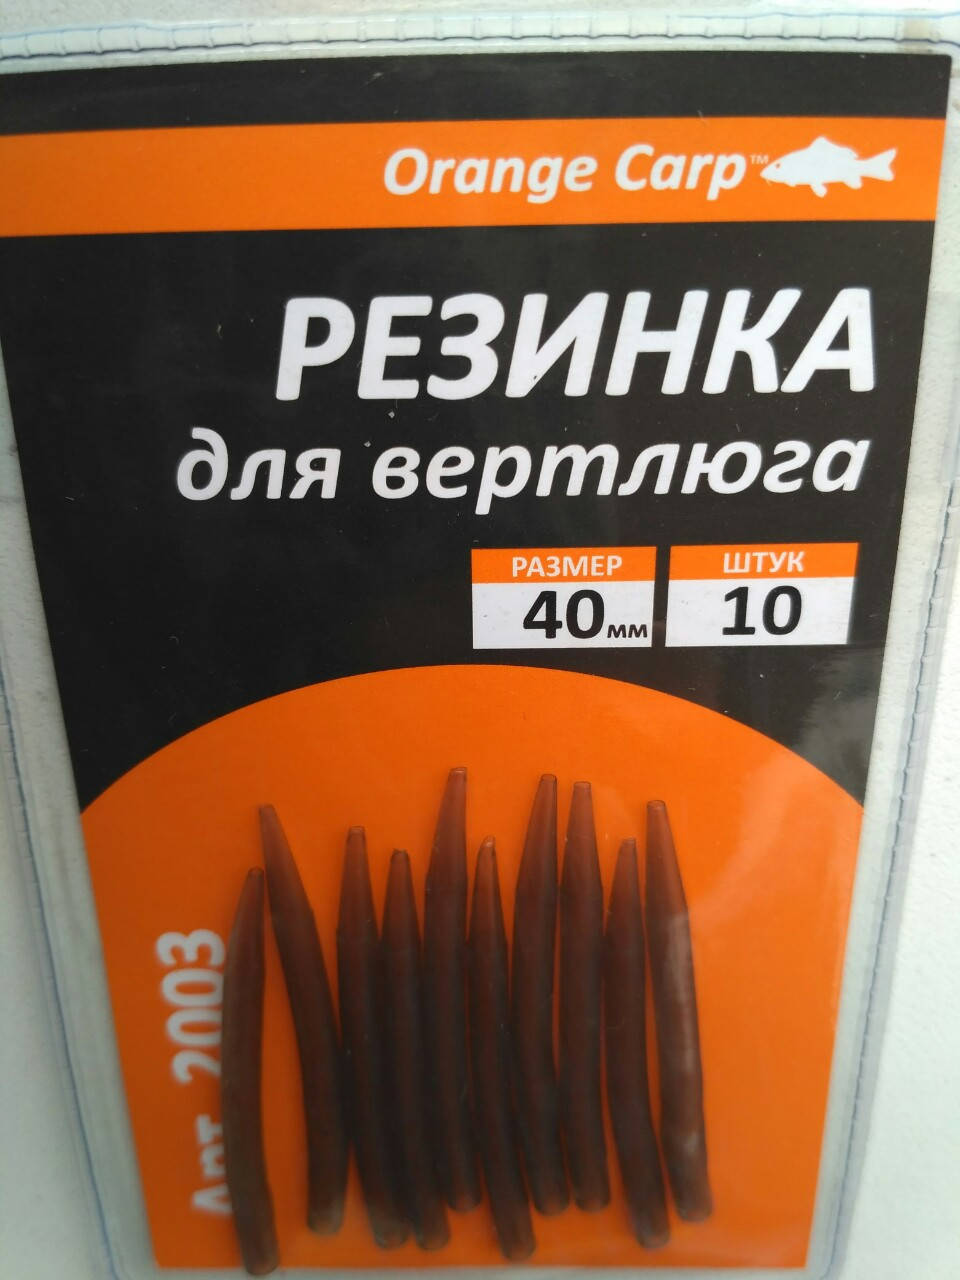 Orange Carp™
РЕЗИНКА
для вертлюга
РАЗМЕР
40мм
ШТУК
10
Арт. 2003